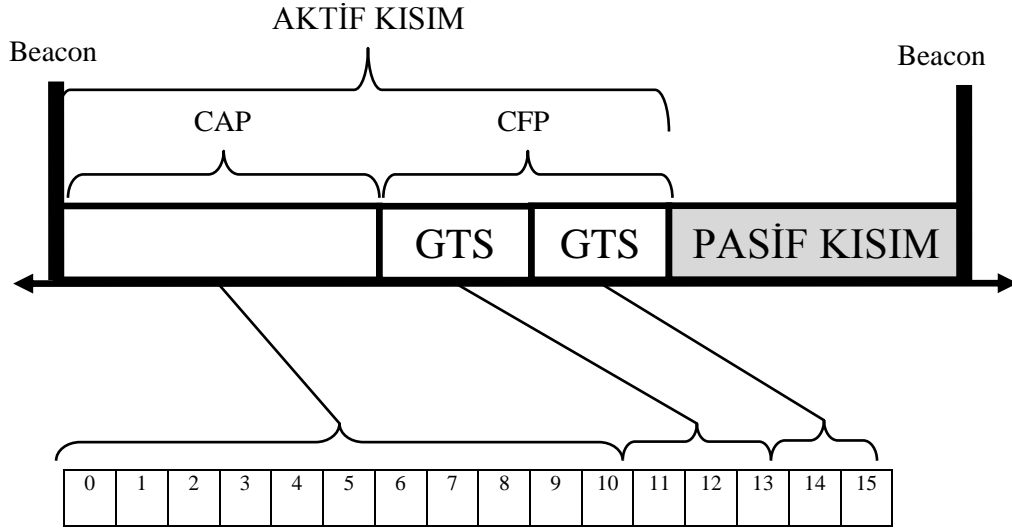 AKTİF KISIM
Beacon
Beacon
CAP
CFP
GTS
GTS
PASİF KISIM
0 1 2 3 4 5 6 7 8 9 10 11 12 13 14 15